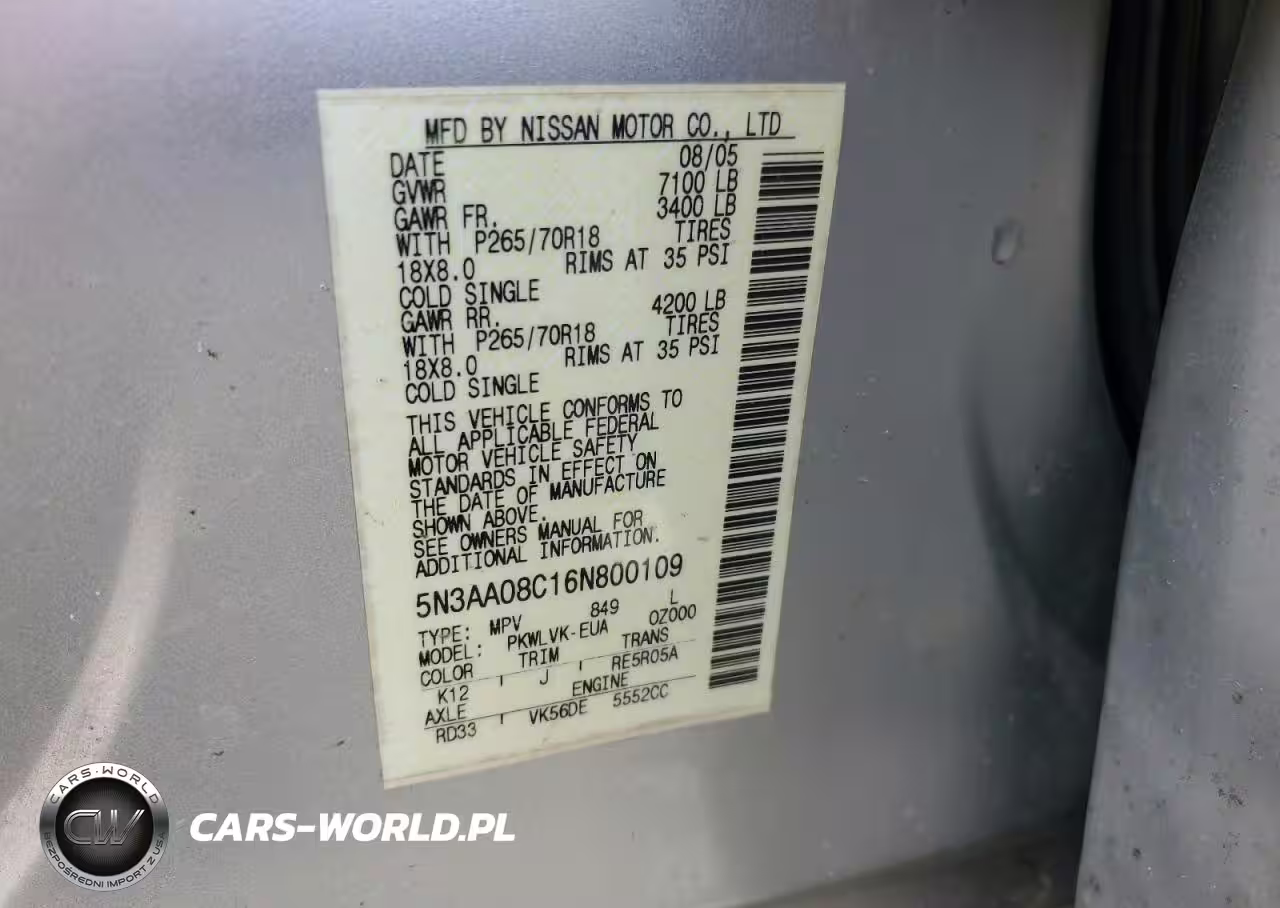 MFD BY NISSAN MOTOR CO., LTD
DATE 08/05
GVWR 7100 LB
GAWR FR. 3400 LB
WITH P265/70R18 TIRES
18X8.0 RIMS AT 35 PSI
COLD SINGLE
GAWR RR. 4200 LB
WITH P265/70R18 TIRES
18X8.0 RIMS AT 35 PSI
COLD SINGLE
THIS VEHICLE CONFORMS TO
ALL APPLICABLE FEDERAL
MOTOR VEHICLE SAFETY
STANDARDS IN EFFECT ON
THE DATE OF MANUFACTURE
SHOWN ABOVE.
SEE OWNERS MANUAL FOR
ADDITIONAL INFORMATION.
5N3AA08C16N800109
TYPE: MPV 849 L
MODEL: PKWLVK-EUA 0Z000
COLOR TRIM TRANS
K12 J RE5R05A
AXLE ENGINE
RD33 VK56DE 5552CC
CARS-WORLD
CW
BEZPOŚREDNI IMPORT Z USA
CARS-WORLD.PL